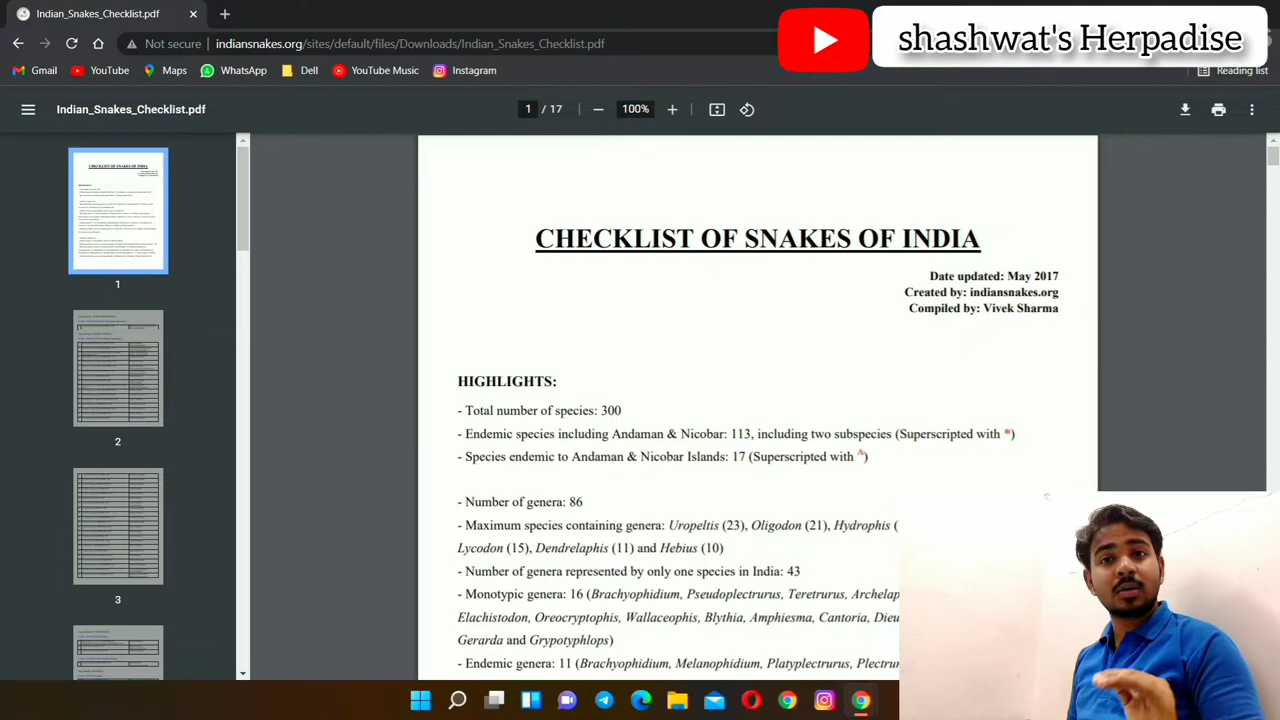 Indian_Snakes_Checklist.pdf
shashwat's Herpadise
Not secure
indiansnakes.org/sites/default/files/Downloads/Indian_Snakes_Checklist.pdf
Gmail
YouTube
Maps
WhatsApp
Dell
YouTube Music
Instagram
Reading list
Indian_Snakes_Checklist.pdf
1 / 17
100%
CHECKLIST OF SNAKES OF INDIA
Date updated: May 2017
Created by: indiansnakes.org
Compiled by: Vivek Sharma
HIGHLIGHTS:
- Total number of species: 300
- Endemic species including Andaman & Nicobar: 113, including two subspecies (Superscripted with *)
- Species endemic to Andaman & Nicobar Islands: 17 (Superscripted with A)
- Number of genera: 86
- Maximum species containing genera: Uropeltis (23), Oligodon (21), Hydrophis (
Lycodon (15), Dendrelaphis (11) and Hebius (10)
- Number of genera represented by only one species in India: 43
- Monotypic genera: 16 (Brachyophidium, Pseudoplectrurus, Teretrurus, Archelap
Elachistodon, Oreocryptophis, Wallaceophis, Blythia, Amphiesma, Cantoria, Dieu
Gerarda and Grypotyphlops)
- Endemic genera: 11 (Brachyophidium, Melanophidium, Platyplectrurus, Plectrur
1
2
3